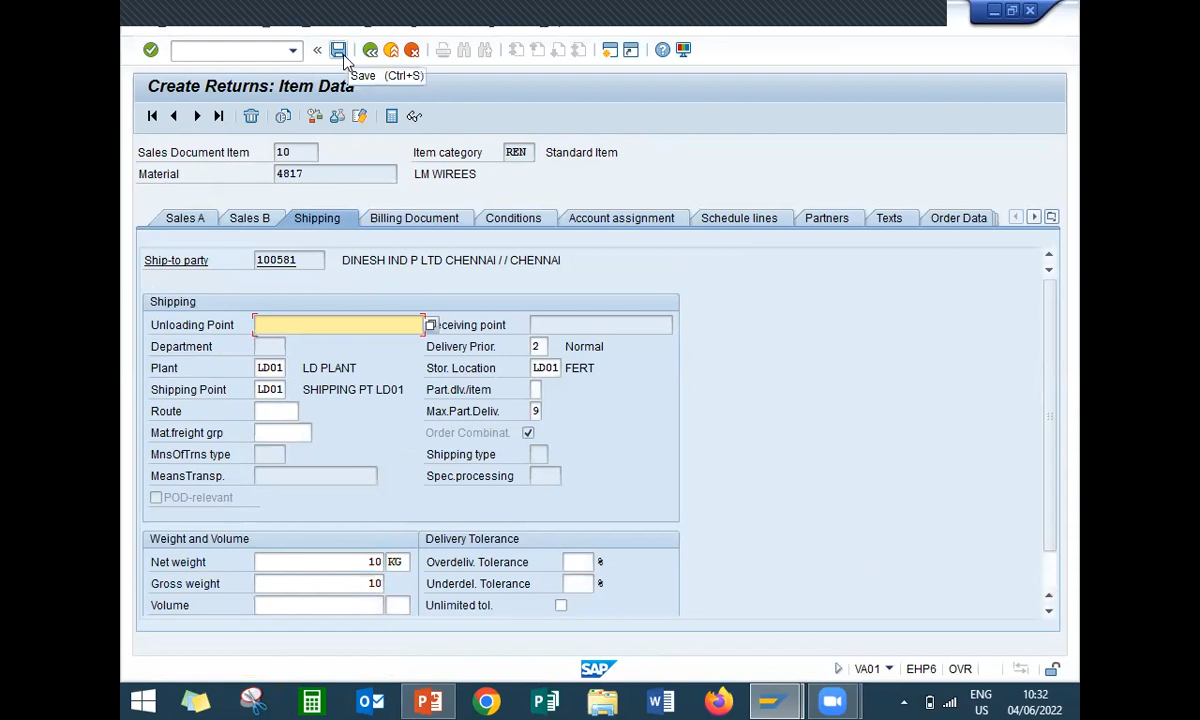 Save (Ctrl+S)
Create Returns: Item Data
Sales Document Item 10 Item category REN Standard Item
Material 4817 LM WIREES
Sales A Sales B Shipping Billing Document Conditions Account assignment Schedule lines Partners Texts Order Data
Ship-to party 100581 DINESH IND P LTD CHENNAI / / CHENNAI
Shipping
Unloading Point eceiving point
Department Delivery Prior. 2 Normal
Plant LD01 LD PLANT Stor. Location LD01 FERT
Shipping Point LD01 SHIPPING PT LD01 Part.dlv./item
Route Max.Part.Deliv. 9
Mat.freight grp Order Combinat.
MnsOfTrns type Shipping type
MeansTransp. Spec.processing
POD-relevant
Weight and Volume Delivery Tolerance
Net weight 10 KG Overdeliv. Tolerance %
Gross weight 10 Underdel. Tolerance %
Volume Unlimited tol.
SAP VA01 EHP6 OVR
ENG 10:32
US 04/06/2022